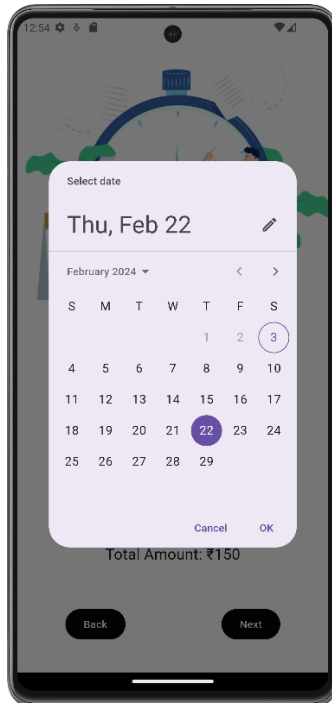 12:54
Select date
Thu, Feb 22
February 2024
S M T W T F S
1 2 3
4 5 6 7 8 9 10
11 12 13 14 15 16 17
18 19 20 21 22 23 24
25 26 27 28 29
Cancel OK
Total Amount: ₹150
Back Next